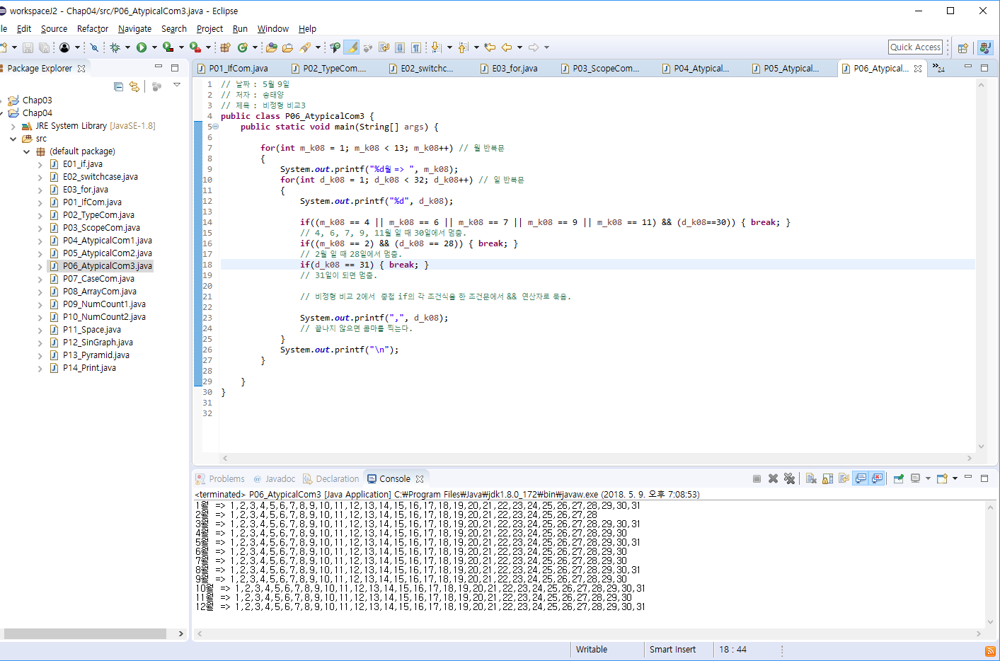 workspaceJ2 - Chap04/src/P06_AtypicalCom3.java - Eclipse
le Edit Source Refactor Navigate Search Project Run Window Help
Quick Access
Package Explorer
P01_IfCom.java P02_TypeCom.... E02_switchc... E03_for.java P03_ScopeCom... P04_Atypical... P05_Atypical... P06_Atypical... »24
Chap03
Chap04
JRE System Library [JavaSE-1.8]
src
(default package)
E01_if.java
E02_switchcase.java
E03_for.java
P01_IfCom.java
P02_TypeCom.java
P03_ScopeCom.java
P04_AtypicalCom1.java
P05_AtypicalCom2.java
P06_AtypicalCom3.java
P07_CaseCom.java
P08_ArrayCom.java
P09_NumCount1.java
P10_NumCount2.java
P11_Space.java
P12_SinGraph.java
P13_Pyramid.java
P14_Print.java
1 // 날짜 : 5월 9일
2 // 저자 : 송태양
3 // 제목 : 비정형 비교3
4 public class P06_AtypicalCom3 {
5 public static void main(String[] args) {
6
7 for(int m_k08 = 1; m_k08 < 13; m_k08++) // 월 반복문
8 {
9 System.out.printf("%d월 => ", m_k08);
10 for(int d_k08 = 1; d_k08 < 32; d_k08++) // 일 반복문
11 {
12 System.out.printf("%d", d_k08);
13
14 if((m_k08 == 4 || m_k08 == 6 || m_k08 == 7 || m_k08 == 9 || m_k08 == 11) && (d_k08==30)) { break; }
15 // 4, 6, 7, 9, 11월 일 때 30일에서 멈춤.
16 if((m_k08 == 2) && (d_k08 == 28)) { break; }
17 // 2월 일 때 28일에서 멈춤.
18 if(d_k08 == 31) { break; }
19 // 31일이 되면 멈춤.
20
21 // 비정형 비교 2에서 중첩 if의 각 조건식을 한 조건문에서 && 연산자로 묶음.
22
23 System.out.printf(",", d_k08);
24 // 끝나지 않으면 콤마를 찍는다.
25 }
26 System.out.printf("\n");
27 }
28
29 }
30 }
31
32
Problems @ Javadoc Declaration Console
<terminated> P06_AtypicalCom3 [Java Application] C:₩Program Files₩Java₩jdk1.8.0_172₩bin₩javaw.exe (2018. 5. 9. 오후 7:08:53)
1월 => 1,2,3,4,5,6,7,8,9,10,11,12,13,14,15,16,17,18,19,20,21,22,23,24,25,26,27,28,29,30,31
2월 => 1,2,3,4,5,6,7,8,9,10,11,12,13,14,15,16,17,18,19,20,21,22,23,24,25,26,27,28
3월 => 1,2,3,4,5,6,7,8,9,10,11,12,13,14,15,16,17,18,19,20,21,22,23,24,25,26,27,28,29,30,31
4월 => 1,2,3,4,5,6,7,8,9,10,11,12,13,14,15,16,17,18,19,20,21,22,23,24,25,26,27,28,29,30
5월 => 1,2,3,4,5,6,7,8,9,10,11,12,13,14,15,16,17,18,19,20,21,22,23,24,25,26,27,28,29,30,31
6월 => 1,2,3,4,5,6,7,8,9,10,11,12,13,14,15,16,17,18,19,20,21,22,23,24,25,26,27,28,29,30
7월 => 1,2,3,4,5,6,7,8,9,10,11,12,13,14,15,16,17,18,19,20,21,22,23,24,25,26,27,28,29,30
8월 => 1,2,3,4,5,6,7,8,9,10,11,12,13,14,15,16,17,18,19,20,21,22,23,24,25,26,27,28,29,30,31
9월 => 1,2,3,4,5,6,7,8,9,10,11,12,13,14,15,16,17,18,19,20,21,22,23,24,25,26,27,28,29,30
10월 => 1,2,3,4,5,6,7,8,9,10,11,12,13,14,15,16,17,18,19,20,21,22,23,24,25,26,27,28,29,30,31
11월 => 1,2,3,4,5,6,7,8,9,10,11,12,13,14,15,16,17,18,19,20,21,22,23,24,25,26,27,28,29,30
12월 => 1,2,3,4,5,6,7,8,9,10,11,12,13,14,15,16,17,18,19,20,21,22,23,24,25,26,27,28,29,30,31
Writable Smart Insert 18 : 44